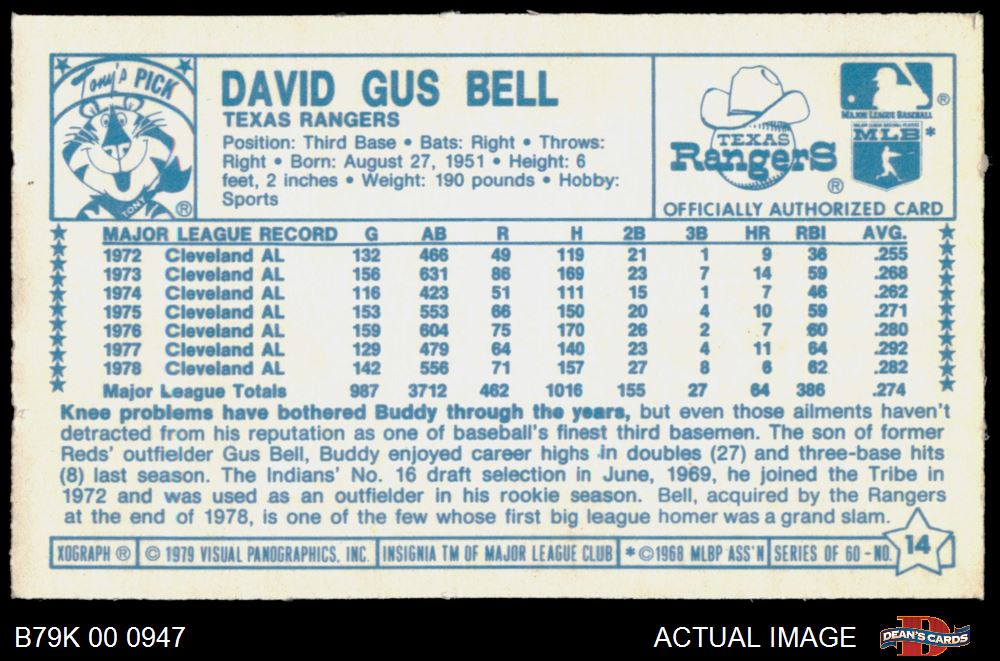 Tony's PICK
TONY ®
DAVID GUS BELL
TEXAS RANGERS
Position: Third Base • Bats: Right • Throws:
Right • Born: August 27, 1951 • Height: 6
feet, 2 inches • Weight: 190 pounds • Hobby:
Sports
TEXAS
Rangers ®
®
MAJOR LEAGUE BASEBALL
MAJOR LEAGUE BASEBALL PLAYERS
MLB *
OFFICIALLY AUTHORIZED CARD
MAJOR LEAGUE RECORD G AB R H 2B 3B HR RBI AVG.
1972 Cleveland AL 132 466 49 119 21 1 9 36 .255
1973 Cleveland AL 156 631 86 169 23 7 14 59 .268
1974 Cleveland AL 116 423 51 111 15 1 7 46 .262
1975 Cleveland AL 153 553 66 150 20 4 10 59 .271
1976 Cleveland AL 159 604 75 170 26 2 7 60 .280
1977 Cleveland AL 129 479 64 140 23 4 11 64 .292
1978 Cleveland AL 142 556 71 157 27 8 6 62 .282
Major League Totals 987 3712 462 1016 155 27 64 386 .274
Knee problems have bothered Buddy through the years, but even those ailments haven't
detracted from his reputation as one of baseball's finest third basemen. The son of former
Reds' outfielder Gus Bell, Buddy enjoyed career highs in doubles (27) and three-base hits
(8) last season. The Indians' No. 16 draft selection in June, 1969, he joined the Tribe in
1972 and was used as an outfielder in his rookie season. Bell, acquired by the Rangers
at the end of 1978, is one of the few whose first big league homer was a grand slam.
XOGRAPH ® © 1979 VISUAL PANOGRAPHICS, INC. INSIGNIA TM OF MAJOR LEAGUE CLUB *©1968 MLBP ASS'N SERIES OF 60 - NO. 14
B79K 00 0947
ACTUAL IMAGE
DEAN'S CARDS